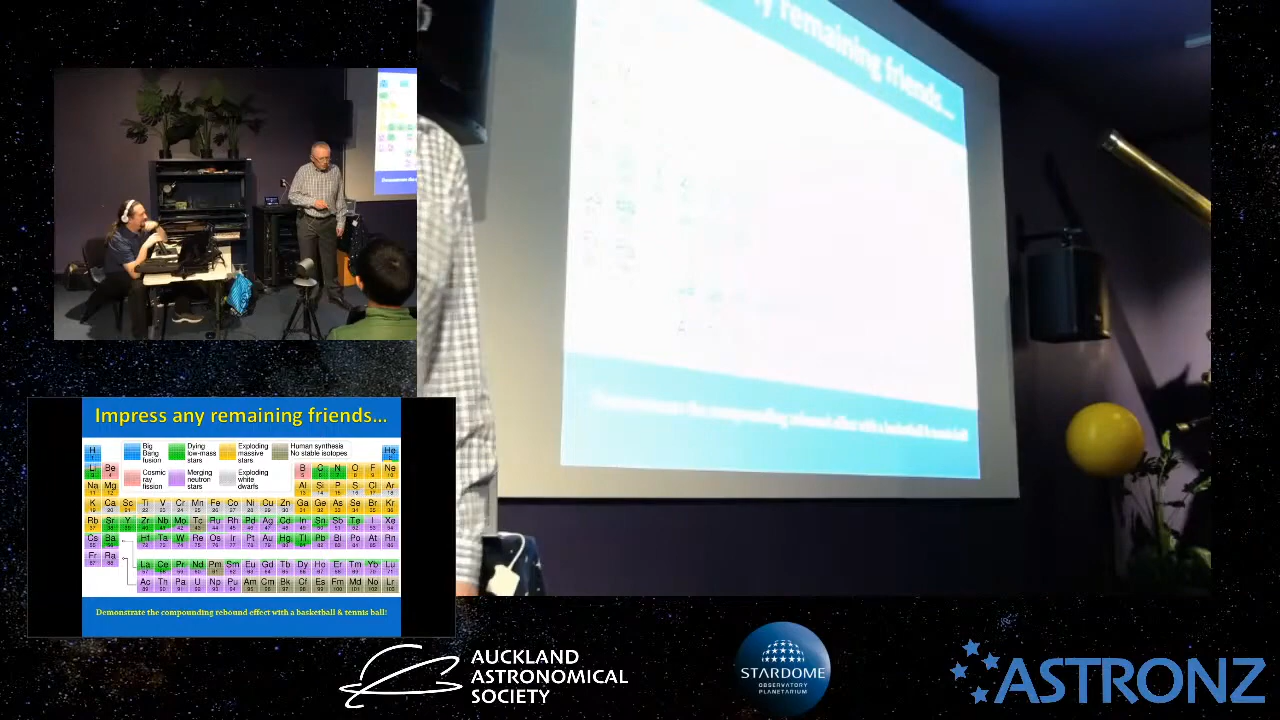 y remaining friends...
Impress any remaining friends...
Big Bang fusion
Dying low-mass stars
Exploding massive stars
Human synthesis No stable isotopes
Cosmic ray fission
Merging neutron stars
Exploding white dwarfs
H He
Li Be B C N O F Ne
Na Mg Al Si P S Cl Ar
K Ca Sc Ti V Cr Mn Fe Co Ni Cu Zn Ga Ge As Se Br Kr
Rb Sr Y Zr Nb Mo Tc Ru Rh Pd Ag Cd In Sn Sb Te I Xe
Cs Ba Hf Ta W Re Os Ir Pt Au Hg Tl Pb Bi Po At Rn
Fr Ra
La Ce Pr Nd Pm Sm Eu Gd Tb Dy Ho Er Tm Yb Lu
Ac Th Pa U Np Pu Am Cm Bk Cf Es Fm Md No Lr
Demonstrate the compounding rebound effect with a basketball & tennis ball!
AUCKLAND
ASTRONOMICAL
SOCIETY
STARDOME
OBSERVATORY
PLANETARIUM
ASTRONZ